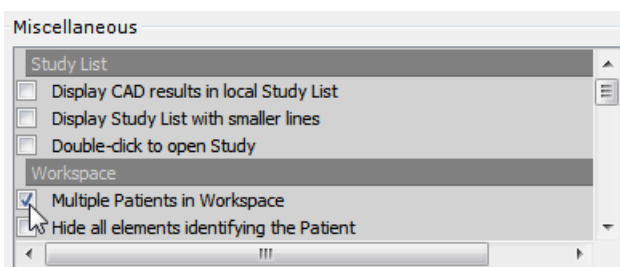 Miscellaneous
Study List
Display CAD results in local Study List
Display Study List with smaller lines
Double-click to open Study
Workspace
Multiple Patients in Workspace
Hide all elements identifying the Patient